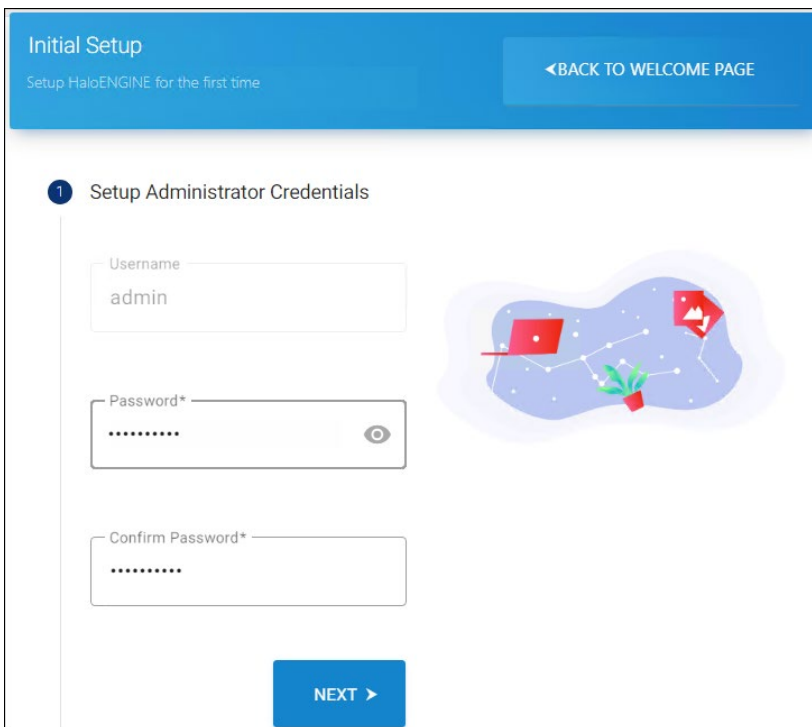 Initial Setup
Setup HaloENGINE for the first time
⮜BACK TO WELCOME PAGE
1 Setup Administrator Credentials
Username
admin
Password*
••••••••••
Confirm Password*
••••••••••
NEXT ⮞